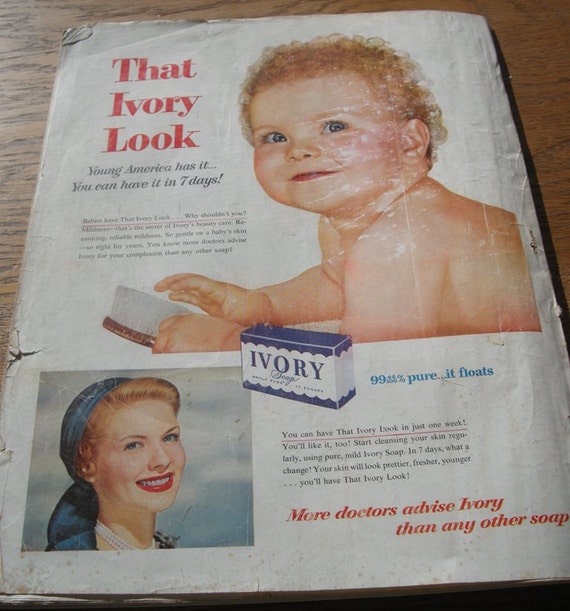 That
Ivory
Look
Young America has it...
You can have it in 7 days!
Babies have That Ivory Look . . . Why shouldn't you?
Mildness—that's the secret of Ivory's beauty care. Re-
assuring, reliable mildness. So gentle on a baby's skin
—so right for yours. You know more doctors advise
Ivory for your complexion than any other soap!
IVORY
Soap
99 44/100% pure...it floats
You can have That Ivory Look in just one week!
You'll like it, too! Start cleansing your skin regu-
larly, using pure, mild Ivory Soap. In 7 days, what a
change! Your skin will look prettier, fresher, younger
. . . you'll have That Ivory Look!
More doctors advise Ivory
than any other soap